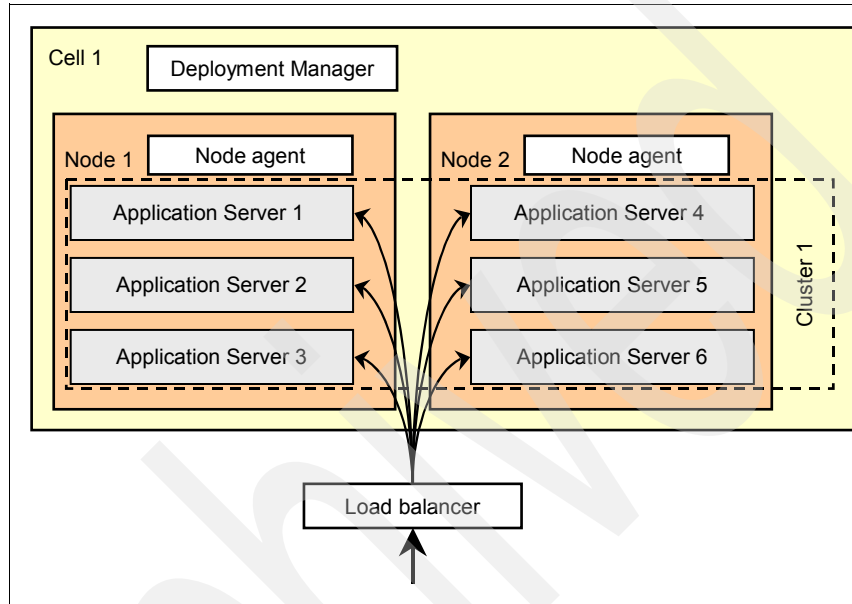 Cell 1
Deployment Manager
Node 1
Node agent
Node 2
Node agent
Application Server 1
Application Server 4
Application Server 2
Application Server 5
Application Server 3
Application Server 6
Cluster 1
Load balancer